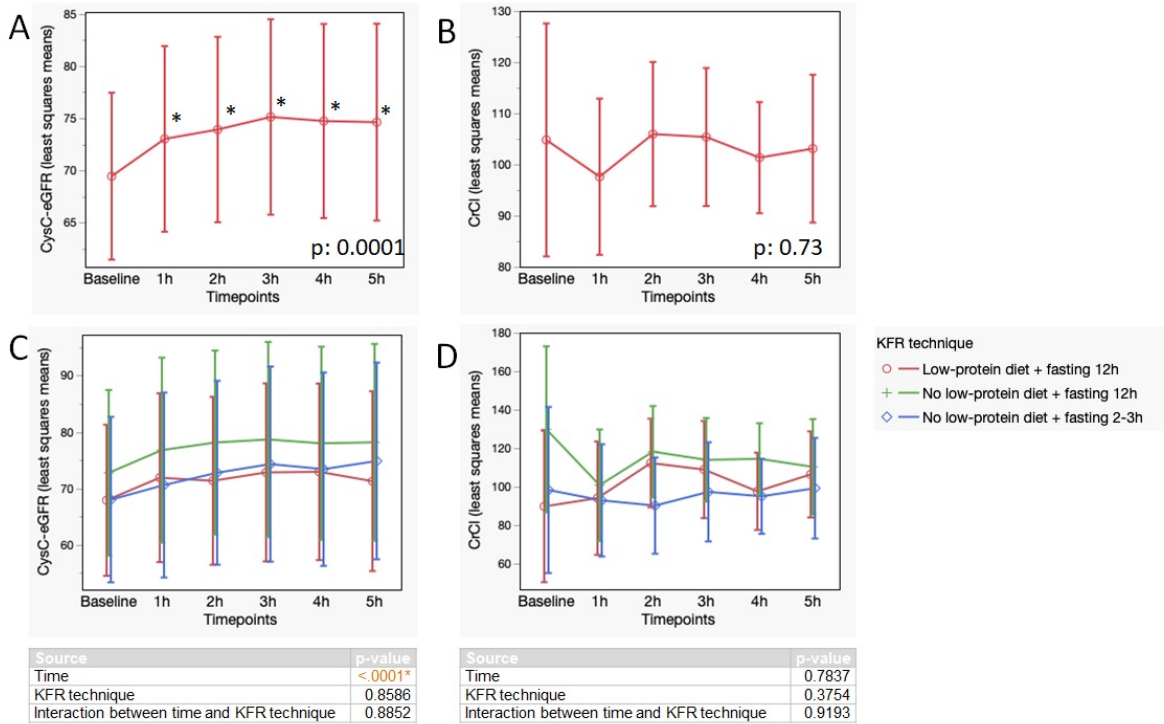 A
CysC-eGFR (least squares means)
85
80
75
70
65
*
*
*
*
*
p: 0.0001
Baseline 1h 2h 3h 4h 5h
Timepoints
B
CrCl (least squares means)
130
120
110
100
90
80
p: 0.73
Baseline 1h 2h 3h 4h 5h
Timepoints
C
CysC-eGFR (least squares means)
90
80
70
60
Baseline 1h 2h 3h 4h 5h
Timepoints
D
CrCl (least squares means)
180
160
140
120
100
80
60
Baseline 1h 2h 3h 4h 5h
Timepoints
KFR technique
Low-protein diet + fasting 12h
No low-protein diet + fasting 12h
No low-protein diet + fasting 2-3h
Source p-value
Time <.0001*
KFR technique 0.8586
Interaction between time and KFR technique 0.8852
Source p-value
Time 0.7837
KFR technique 0.3754
Interaction between time and KFR technique 0.9193